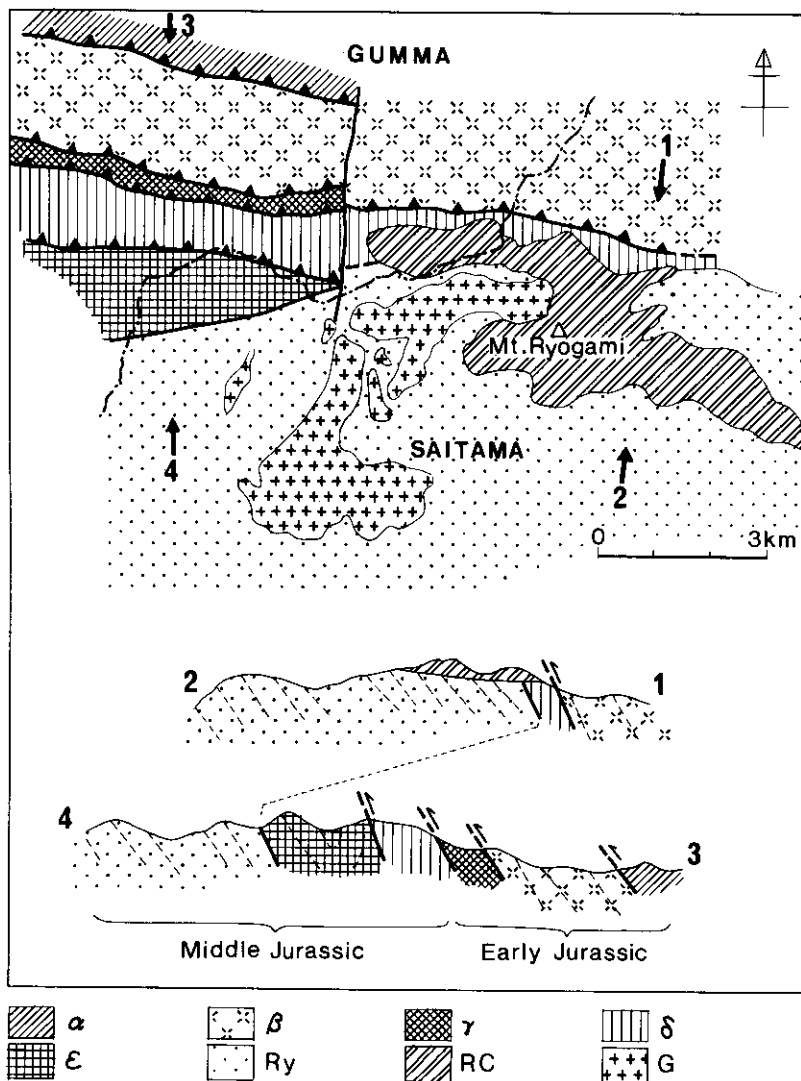 3
GUMMA
1
Mt.Ryogami
4
SAITAMA
2
0 3km
2 1
4 3
Middle Jurassic Early Jurassic
α β γ δ
ε Ry RC G